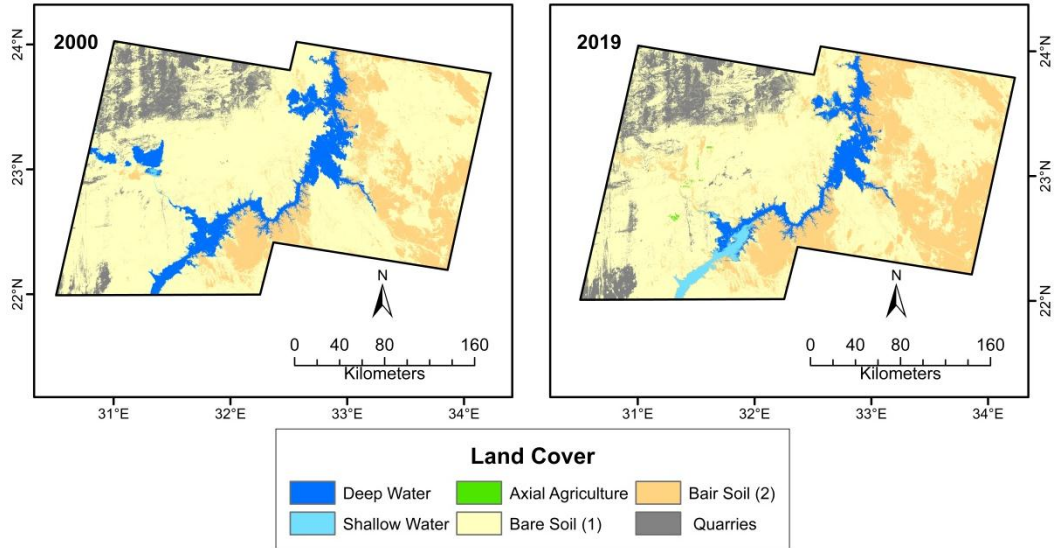 2000
2019
24°N
23°N
22°N
24°N
23°N
22°N
N
N
0 40 80 160
Kilometers
0 40 80 160
Kilometers
31°E 32°E 33°E 34°E
31°E 32°E 33°E 34°E
Land Cover
Deep Water
Axial Agriculture
Bair Soil (2)
Shallow Water
Bare Soil (1)
Quarries